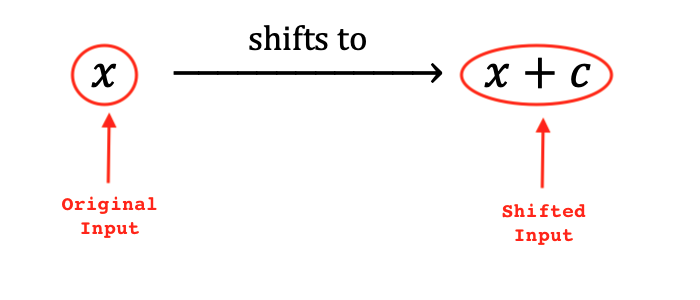 shifts to
x
x + c
Original
Input
Shifted
Input